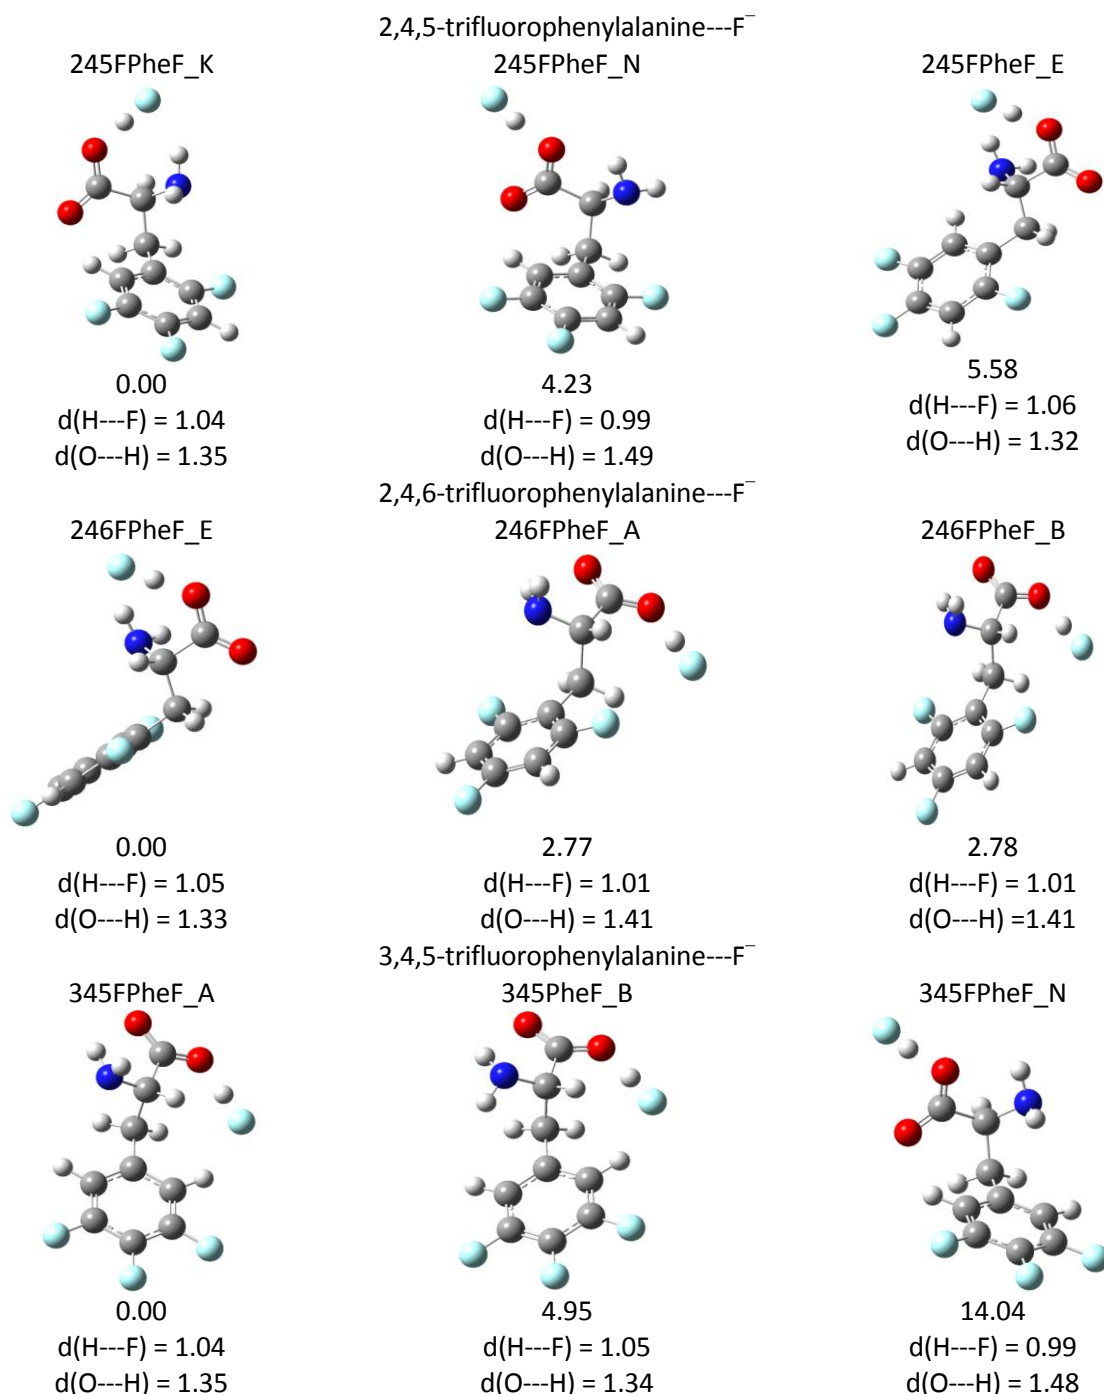 2,4,5-trifluorophenylalanine---F⁻
245FPheF_K 245FPheF_N 245FPheF_E
0.00 4.23 5.58
d(H---F) = 1.04 d(H---F) = 0.99 d(H---F) = 1.06
d(O---H) = 1.35 d(O---H) = 1.49 d(O---H) = 1.32
2,4,6-trifluorophenylalanine---F⁻
246FPheF_E 246FPheF_A 246FPheF_B
0.00 2.77 2.78
d(H---F) = 1.05 d(H---F) = 1.01 d(H---F) = 1.01
d(O---H) = 1.33 d(O---H) = 1.41 d(O---H) =1.41
3,4,5-trifluorophenylalanine---F⁻
345FPheF_A 345PheF_B 345FPheF_N
0.00 4.95 14.04
d(H---F) = 1.04 d(H---F) = 1.05 d(H---F) = 0.99
d(O---H) = 1.35 d(O---H) = 1.34 d(O---H) = 1.48